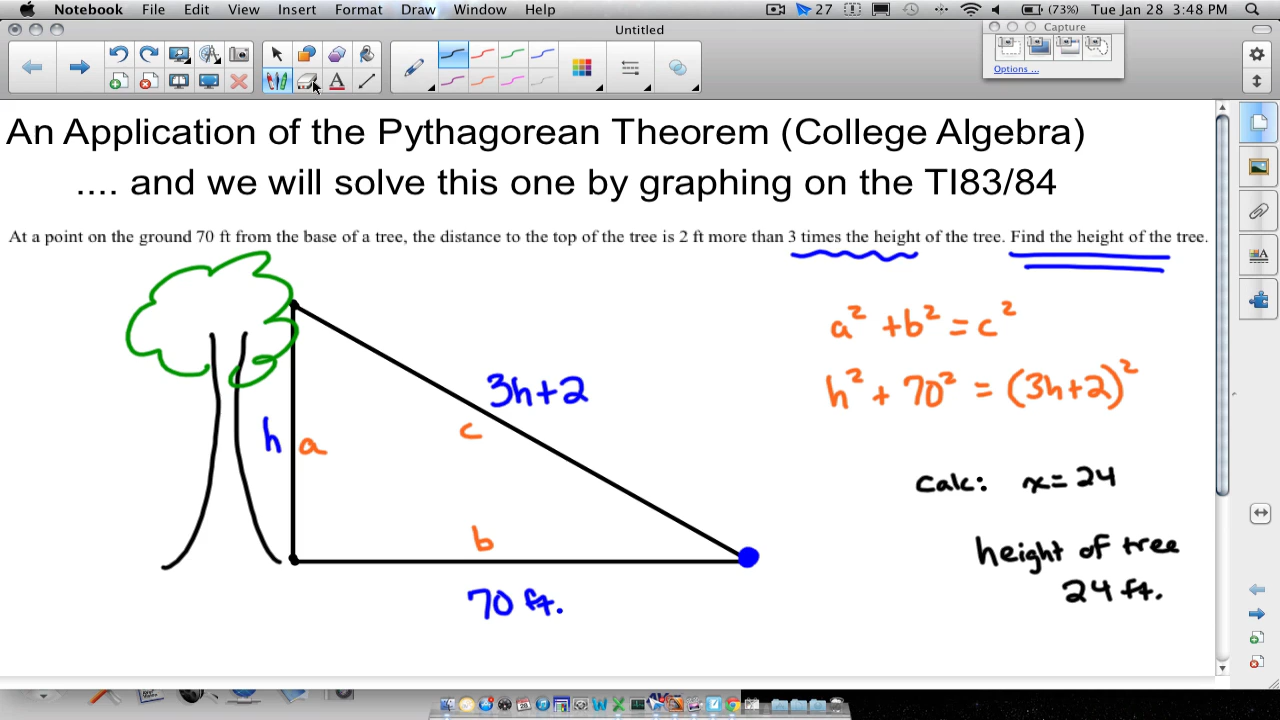 Notebook File Edit View Insert Format Draw Window Help 27 (73%) Tue Jan 28 3:48 PM
Untitled
Capture
Options ...
A
An Application of the Pythagorean Theorem (College Algebra)
.... and we will solve this one by graphing on the TI83/84
At a point on the ground 70 ft from the base of a tree, the distance to the top of the tree is 2 ft more than 3 times the height of the tree. Find the height of the tree.
a² + b² = c²
h² + 70² = (3h+2)²
3h+2
c
h a
Calc: x = 24
b
height of tree
24 ft.
70 ft.